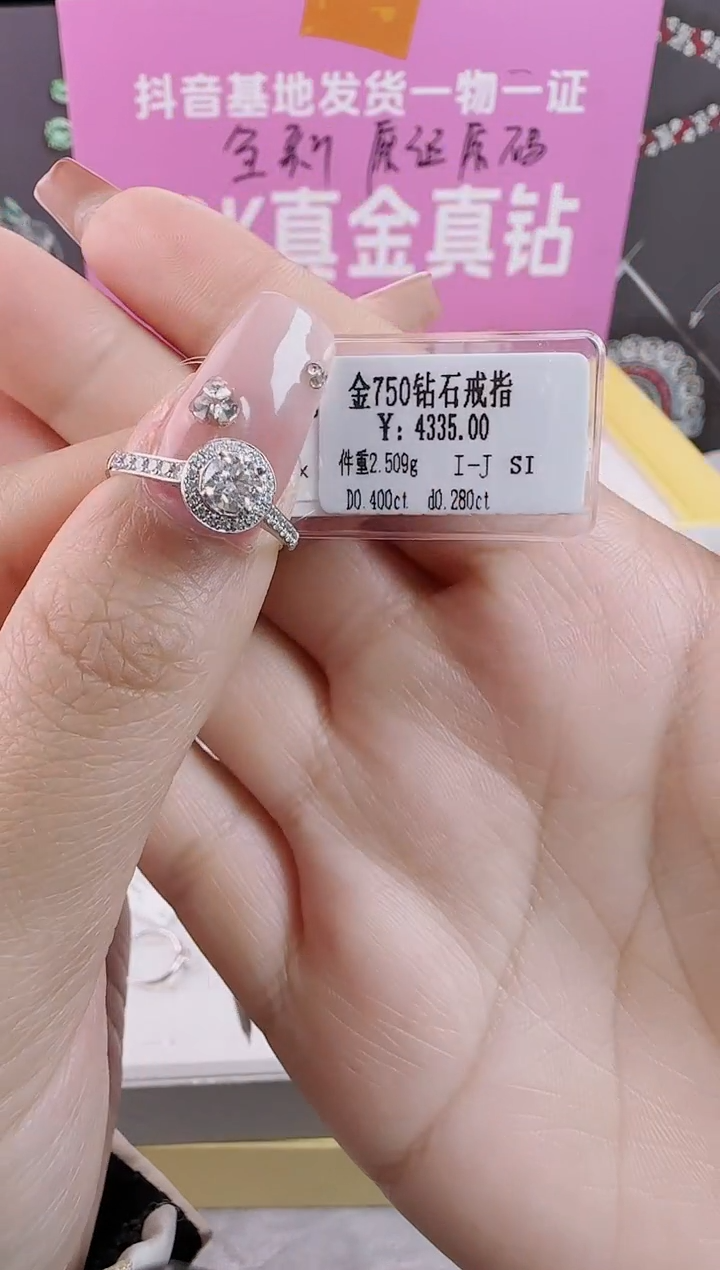 抖音基地发货一物一证
全新 原证原码
K真金真钻
金750钻石戒指
¥: 4335.00
件重2.509g I-J SI
D0.400ct d0.280ct